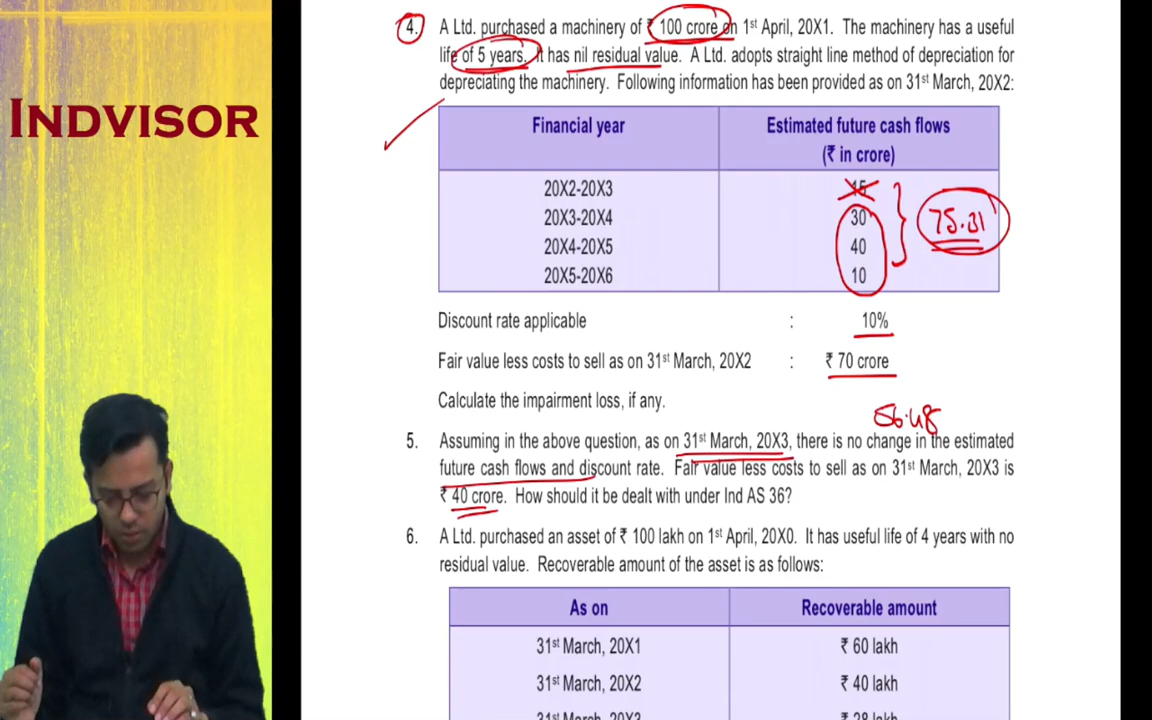 INDVISOR
4. A Ltd. purchased a machinery of ₹ 100 crore on 1st April, 20X1. The machinery has a useful
life of 5 years. It has nil residual value. A Ltd. adopts straight line method of depreciation for
depreciating the machinery. Following information has been provided as on 31st March, 20X2:
Financial year Estimated future cash flows
(₹ in crore)
20X2-20X3 15
20X3-20X4 30
75.31
20X4-20X5 40
20X5-20X6 10
Discount rate applicable : 10%
Fair value less costs to sell as on 31st March, 20X2 : ₹ 70 crore
Calculate the impairment loss, if any.
56.48
5. Assuming in the above question, as on 31st March, 20X3, there is no change in the estimated
future cash flows and discount rate. Fair value less costs to sell as on 31st March, 20X3 is
₹ 40 crore. How should it be dealt with under Ind AS 36?
6. A Ltd. purchased an asset of ₹ 100 lakh on 1st April, 20X0. It has useful life of 4 years with no
residual value. Recoverable amount of the asset is as follows:
As on Recoverable amount
31st March, 20X1 ₹ 60 lakh
31st March, 20X2 ₹ 40 lakh
31st March, 20X3 ₹ 28 lakh